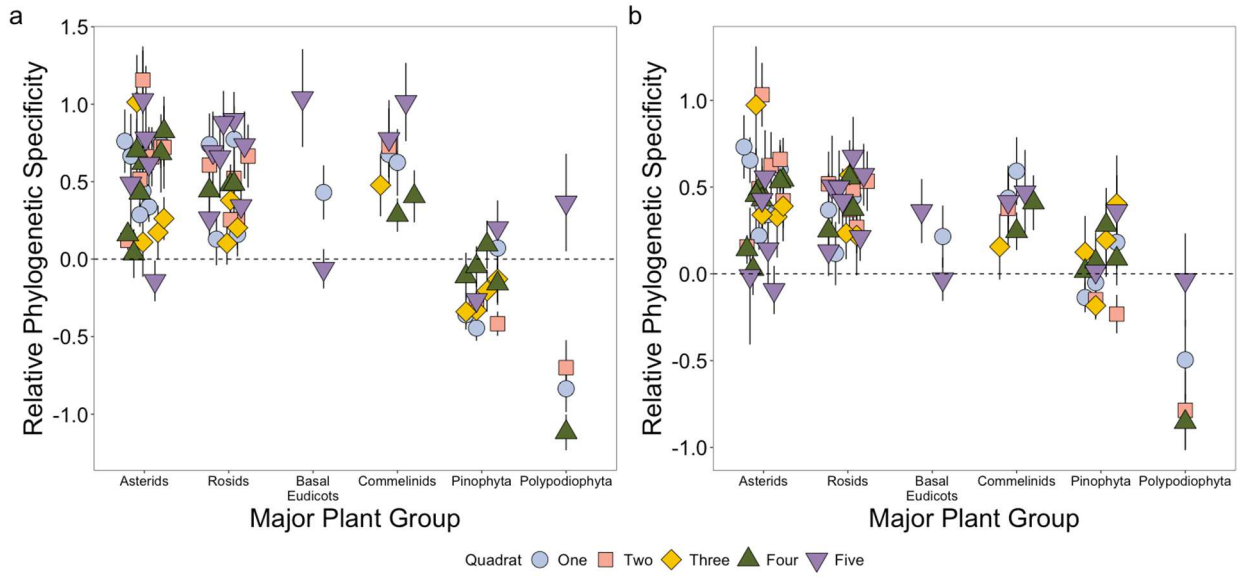 a
b
Relative Phylogenetic Specificity
1.5
1.0
0.5
0.0
-0.5
-1.0
Asterids Rosids Basal Eudicots Commelinids Pinophyta Polypodiophyta
Major Plant Group
Relative Phylogenetic Specificity
1.0
0.5
0.0
-0.5
-1.0
Asterids Rosids Basal Eudicots Commelinids Pinophyta Polypodiophyta
Major Plant Group
Quadrat One Two Three Four Five